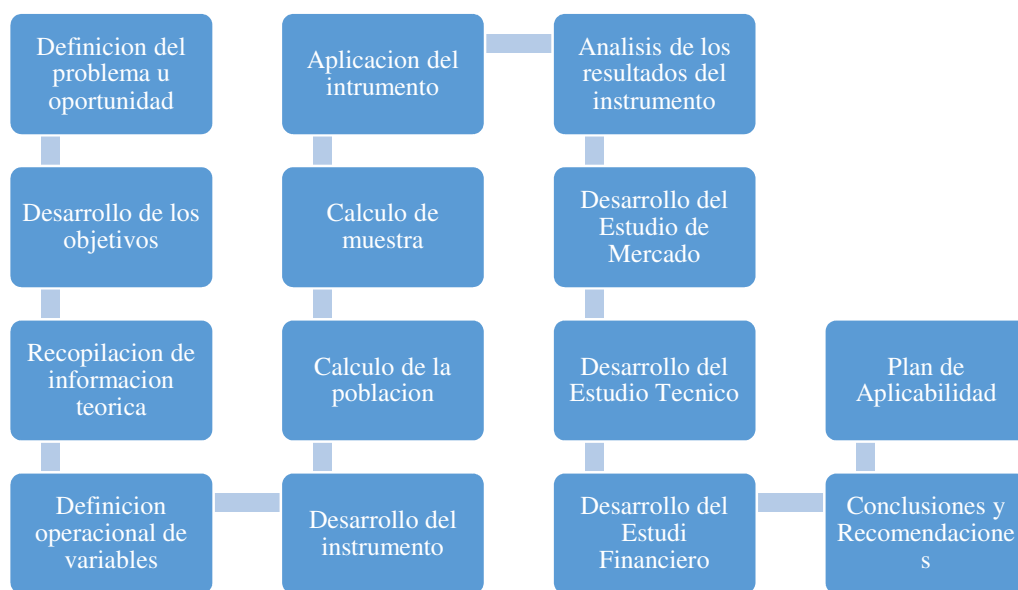 Definicion del
problema u
oportunidad
Desarrollo de los
objetivos
Recopilacion de
informacion
teorica
Definicion
operacional de
variables
Desarrollo del
instrumento
Calculo de la
poblacion
Calculo de
muestra
Aplicacion del
intrumento
Analisis de los
resultados del
instrumento
Desarrollo del
Estudio de
Mercado
Desarrollo del
Estudio Tecnico
Desarrollo del
Estudi
Financiero
Conclusiones y
Recomendacione
s
Plan de
Aplicabilidad